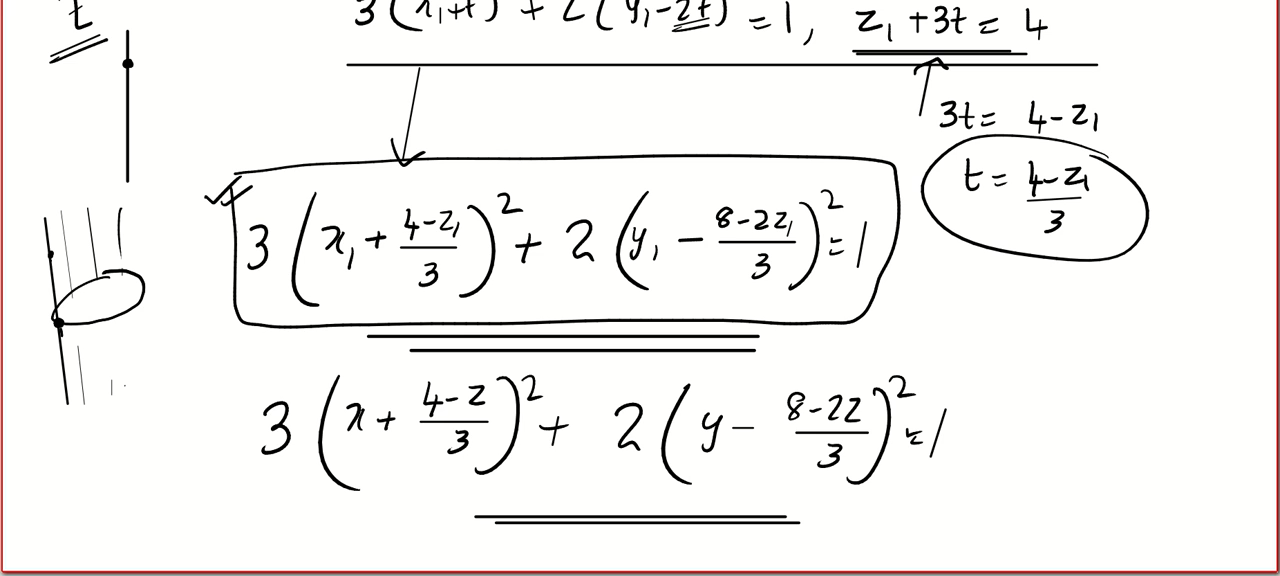 t
3(x₁+t)² + 2(y₁-2t)² = 1, z₁ + 3t = 4
3t = 4-z₁
t = (4-z₁)/3
3(x₁ + (4-z₁)/3)² + 2(y₁ - (8-2z₁)/3)² = 1
3(x + (4-z)/3)² + 2(y - (8-2z)/3)² = 1